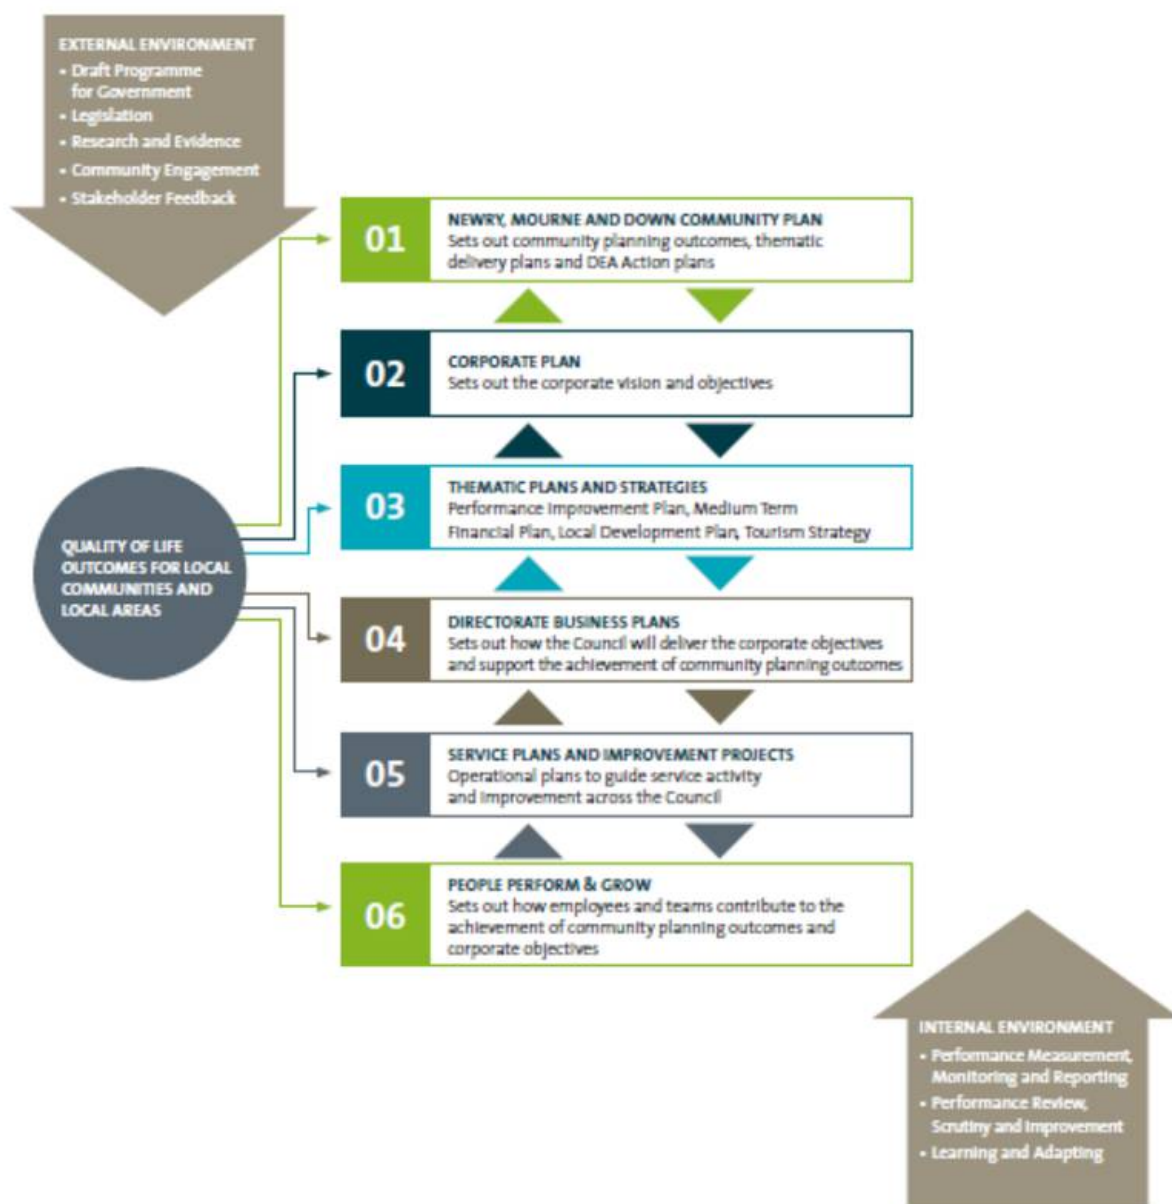 EXTERNAL ENVIRONMENT
• Draft Programme
for Government
• Legislation
• Research and Evidence
• Community Engagement
• Stakeholder Feedback
01
NEWRY, MOURNE AND DOWN COMMUNITY PLAN
Sets out community planning outcomes, thematic
delivery plans and DEA Action plans
02
CORPORATE PLAN
Sets out the corporate vision and objectives
03
THEMATIC PLANS AND STRATEGIES
Performance Improvement Plan, Medium Term
Financial Plan, Local Development Plan, Tourism Strategy
QUALITY OF LIFE
OUTCOMES FOR LOCAL
COMMUNITIES AND
LOCAL AREAS
04
DIRECTORATE BUSINESS PLANS
Sets out how the Council will deliver the corporate objectives
and support the achievement of community planning outcomes
05
SERVICE PLANS AND IMPROVEMENT PROJECTS
Operational plans to guide service activity
and improvement across the Council
06
PEOPLE PERFORM & GROW
Sets out how employees and teams contribute to the
achievement of community planning outcomes and
corporate objectives
INTERNAL ENVIRONMENT
• Performance Measurement,
Monitoring and Reporting
• Performance Review,
Scrutiny and Improvement
• Learning and Adapting